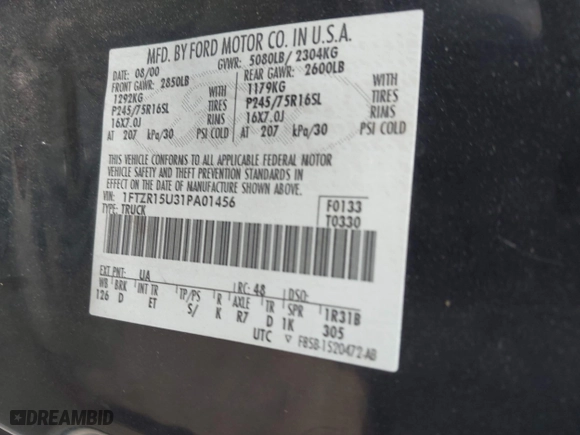 MFD. BY FORD MOTOR CO. IN U.S.A.
DATE: 08/00 GVWR: 5080LB/ 2304KG
FRONT GAWR: 2850LB REAR GAWR: 2600LB
1292KG WITH 1179KG WITH
P245/75R16SL TIRES P245/75R16SL TIRES
16X7.0J RIMS 16X7.0J RIMS
AT 207 kPa/30 PSI COLD AT 207 kPa/30 PSI COLD
THIS VEHICLE CONFORMS TO ALL APPLICABLE FEDERAL MOTOR
VEHICLE SAFETY AND THEFT PREVENTION STANDARDS IN
EFFECT ON THE DATE OF MANUFACTURE SHOWN ABOVE.
VIN: 1FTZR15U31PA01456 F0133
TYPE: TRUCK T0330
EXT PNT: UA RC: 48 DSO:
WB BRK INT TR TP/PS R AXLE TR SPR 1R31B
126 D ET S/ K R7 D 1K 305
UTC F85B-1520472-AB
DREAMBID